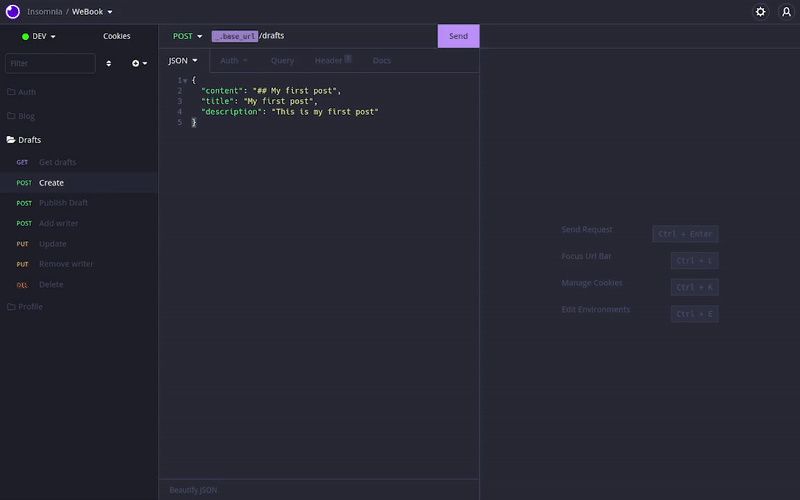 Insomnia / WeBook
DEV
Cookies
POST
_.base_url /drafts
Send
Filter
JSON
Auth
Query
Header
Docs
Auth
Blog
Drafts
GET Get drafts
POST Create
POST Publish Draft
POST Add writer
PUT Update
PUT Remove writer
DEL Delete
Profile
1 {
2 "content": "## My first post",
3 "title": "My first post",
4 "description": "This is my first post"
5 }
Send Request Ctrl + Enter
Focus Url Bar Ctrl + L
Manage Cookies Ctrl + K
Edit Environments Ctrl + E
Beautify JSON